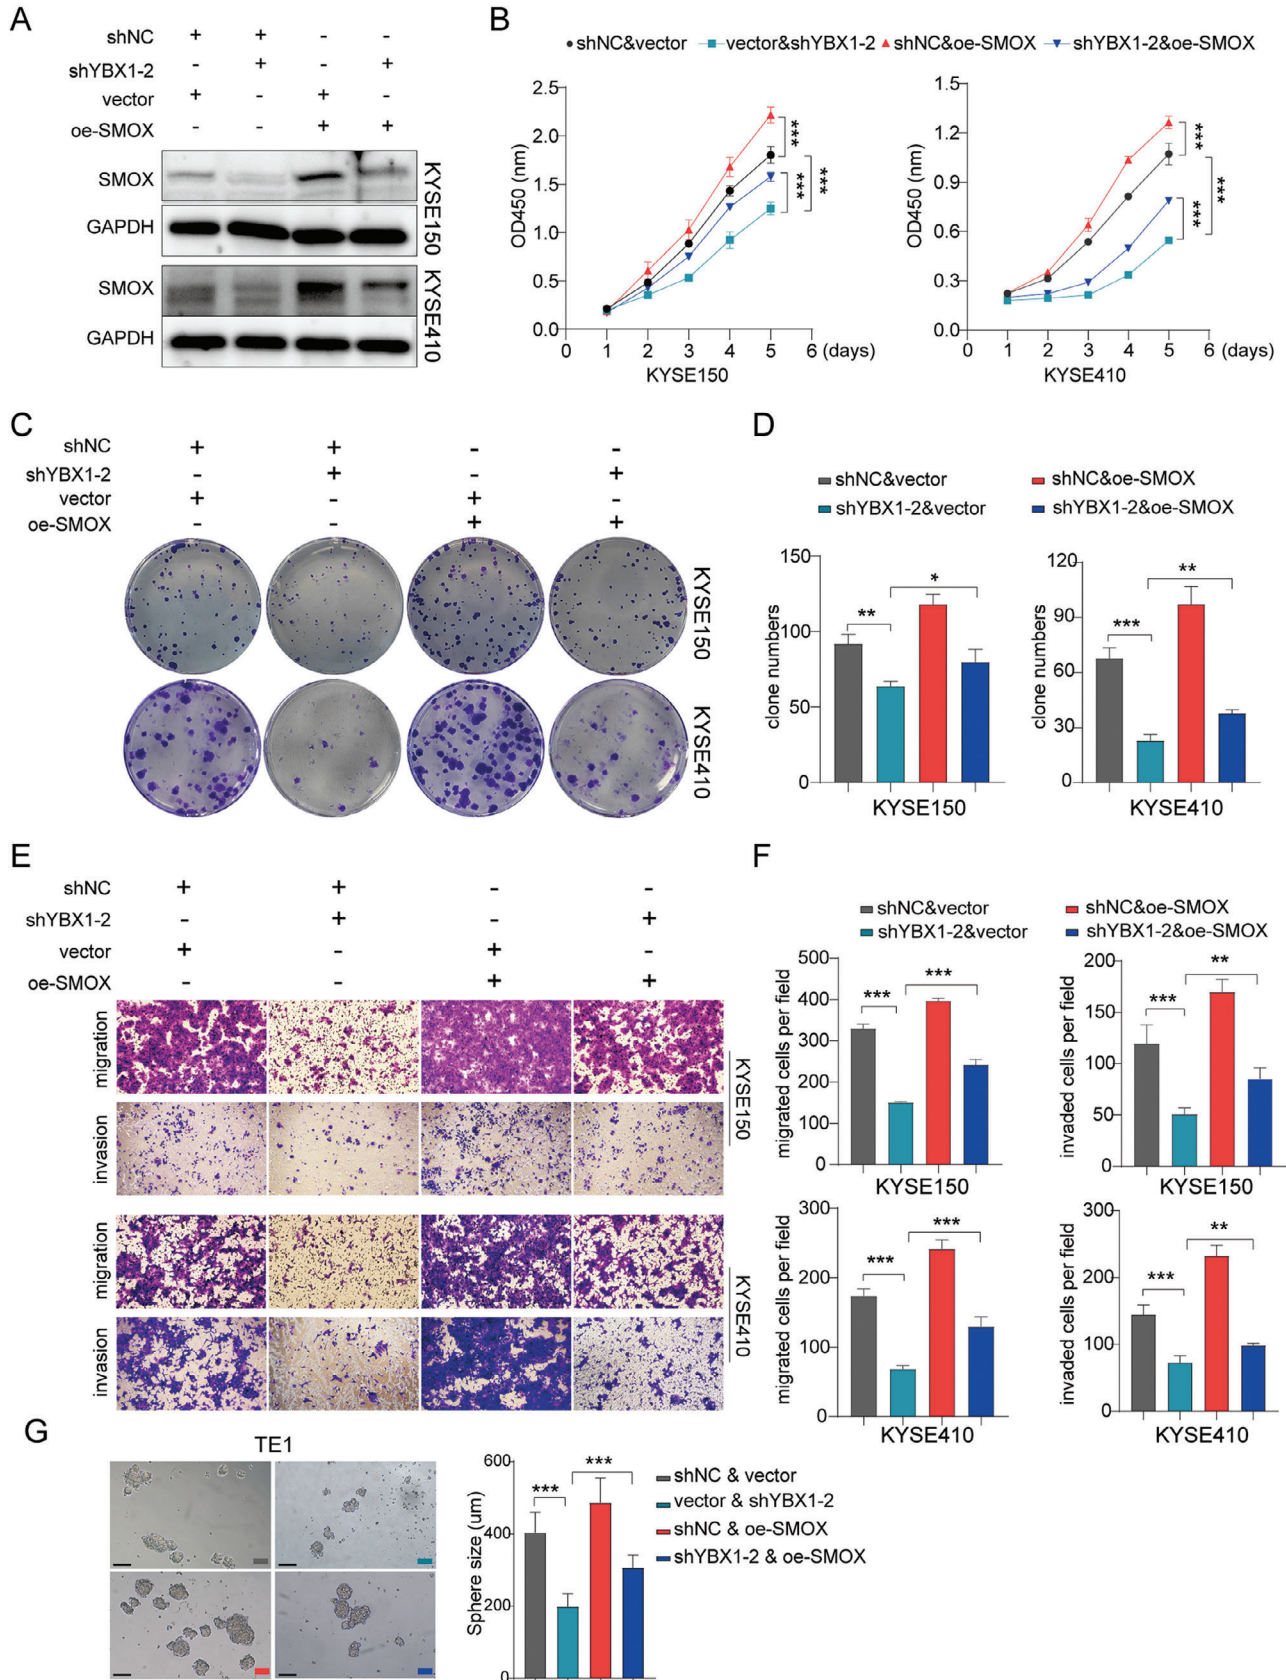 A
shNC + + - -
shYBX1-2 - + - +
vector + - + -
oe-SMOX - - + +
SMOX
GAPDH
KYSE150
SMOX
GAPDH
KYSE410
B
shNC&vector vector&shYBX1-2 shNC&oe-SMOX shYBX1-2&oe-SMOX
OD450 (nm)
2.5
2.0
1.5
1.0
0.5
0.0
0 1 2 3 4 5 6 (days)
KYSE150
*** *** ***
OD450 (nm)
1.5
1.2
0.9
0.6
0.3
0.0
0 1 2 3 4 5 6 (days)
KYSE410
*** *** ***
C
shNC + + - -
shYBX1-2 - + - +
vector + - + -
oe-SMOX - - + +
KYSE150
KYSE410
D
shNC&vector shNC&oe-SMOX
shYBX1-2&vector shYBX1-2&oe-SMOX
clone numbers
150
100
50
0
** *
KYSE150
clone numbers
120
90
60
30
0
*** **
KYSE410
E
shNC + + - -
shYBX1-2 - + - +
vector + - + -
oe-SMOX - - + +
migration
invasion
KYSE150
migration
invasion
KYSE410
F
shNC&vector shNC&oe-SMOX
shYBX1-2&vector shYBX1-2&oe-SMOX
migrated cells per field
500
400
300
200
100
0
*** ***
KYSE150
invaded cells per field
200
150
100
50
0
*** **
KYSE150
migrated cells per field
300
200
100
0
*** ***
KYSE410
invaded cells per field
300
200
100
0
*** **
KYSE410
G
TE1
Sphere size (um)
600
400
200
0
*** ***
shNC & vector
vector & shYBX1-2
shNC & oe-SMOX
shYBX1-2 & oe-SMOX